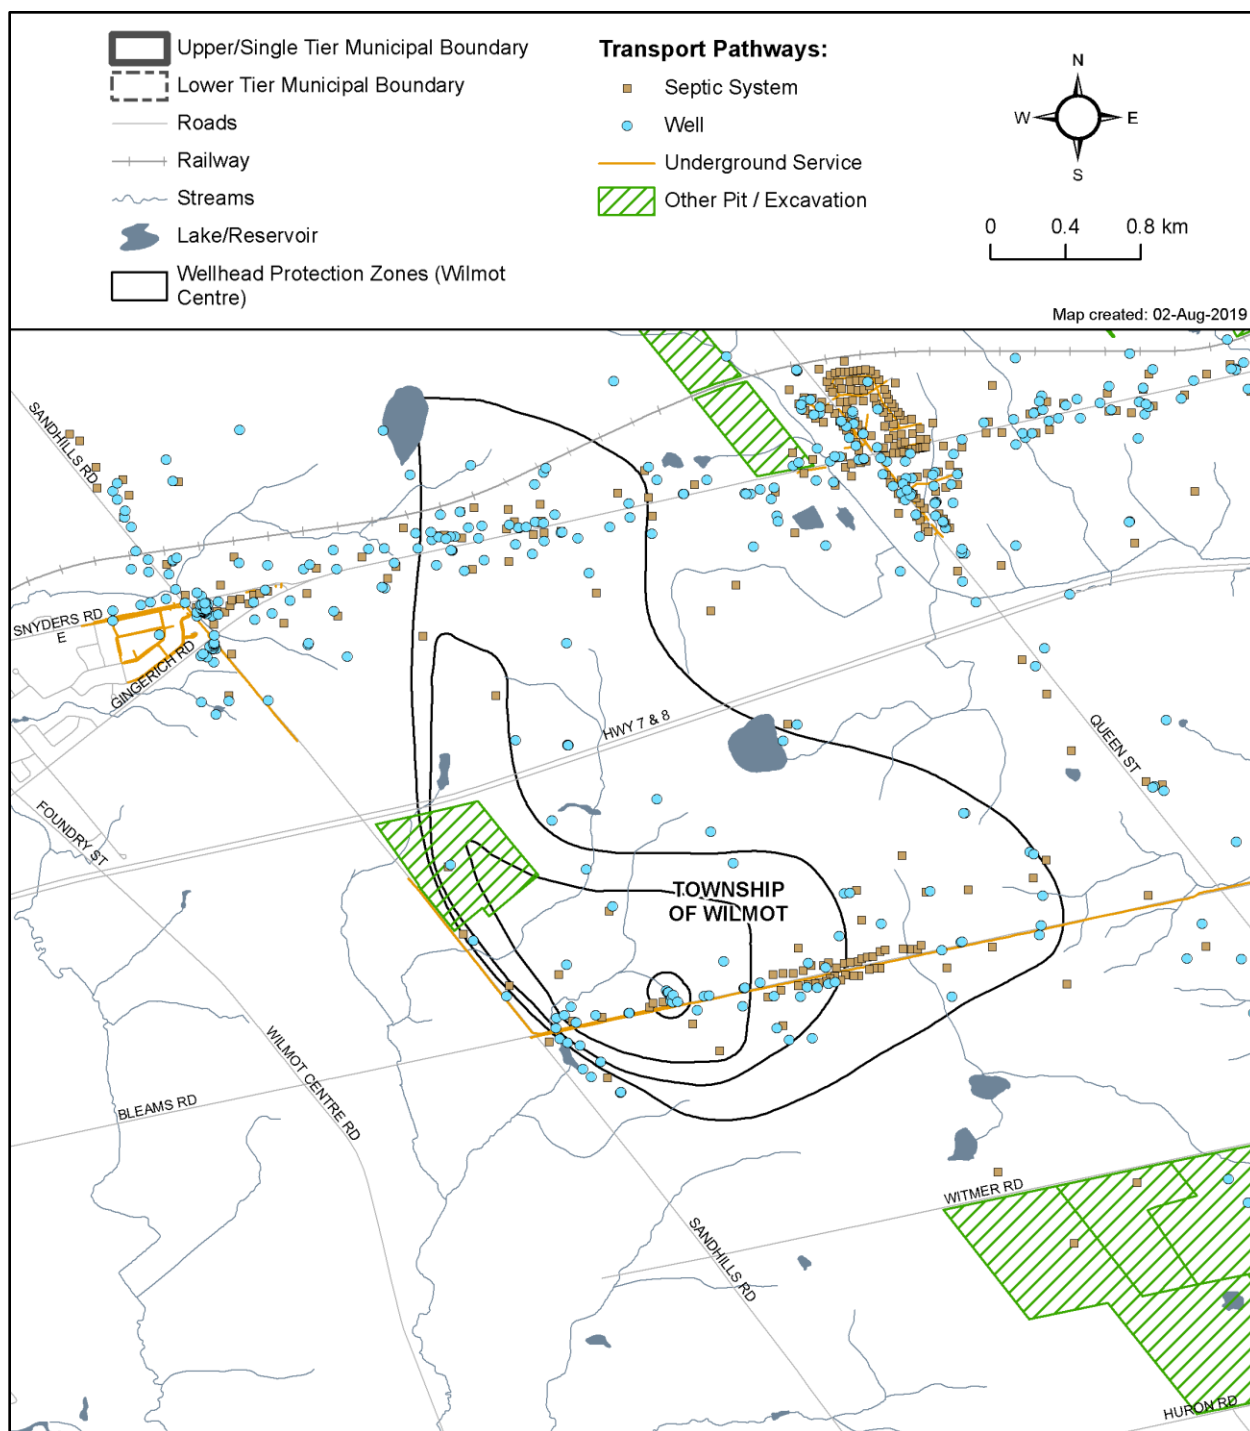 Upper/Single Tier Municipal Boundary
Lower Tier Municipal Boundary
Roads
Railway
Streams
Lake/Reservoir
Wellhead Protection Zones (Wilmot
Centre)
Transport Pathways:
Septic System
Well
Underground Service
Other Pit / Excavation
N
W
E
S
0 0.4 0.8 km
Map created: 02-Aug-2019
SANDHILLS RD
SNYDERS RD
E
GINGERICH RD
HWY 7 & 8
QUEEN ST
FOUNDRY ST
TOWNSHIP
OF WILMOT
WILMOT CENTRE RD
BLEAMS RD
WITMER RD
SANDHILLS RD
HURON RD